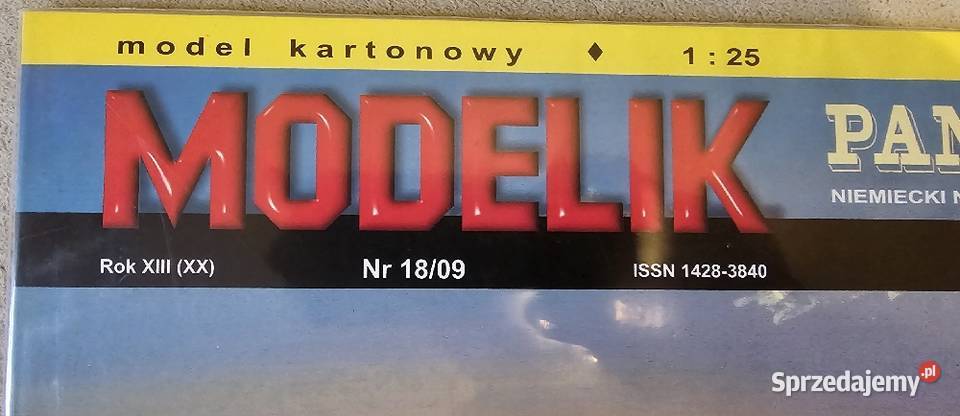 model kartonowy ♦ 1 : 25
MODELIK
Rok XIII (XX)
Nr 18/09
ISSN 1428-3840
NIEMIECKI
Sprzedajemy.pl